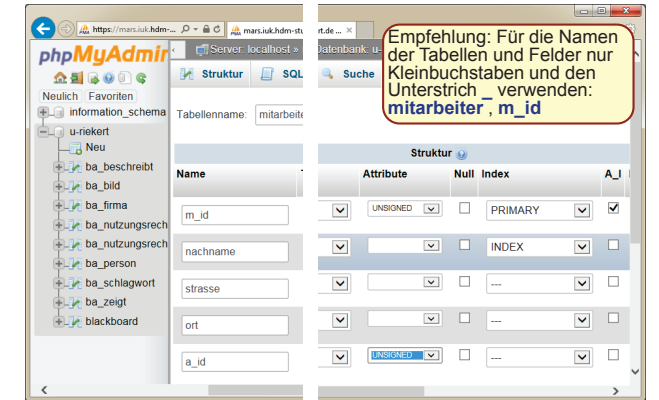 https://mars.iuk.hdm-...
mars.iuk.hdm-stu
rt.de ...
Empfehlung: Für die Namen
der Tabellen und Felder nur
Kleinbuchstaben und den
Unterstrich _ verwenden:
mitarbeiter , m_id
phpMyAdmin
Server: localhost »
Datenbank: u-
Struktur
SQL
Suche
Neulich Favoriten
information_schema
u-riekert
Neu
ba_beschreibt
ba_bild
ba_firma
ba_nutzungsrech
ba_nutzungsrech
ba_person
ba_schlagwort
ba_zeigt
blackboard
Tabellenname: mitarbeite
Struktur
Name Attribute Null Index A_I
m_id UNSIGNED PRIMARY
nachname INDEX
strasse ---
ort ---
a_id UNSIGNED ---